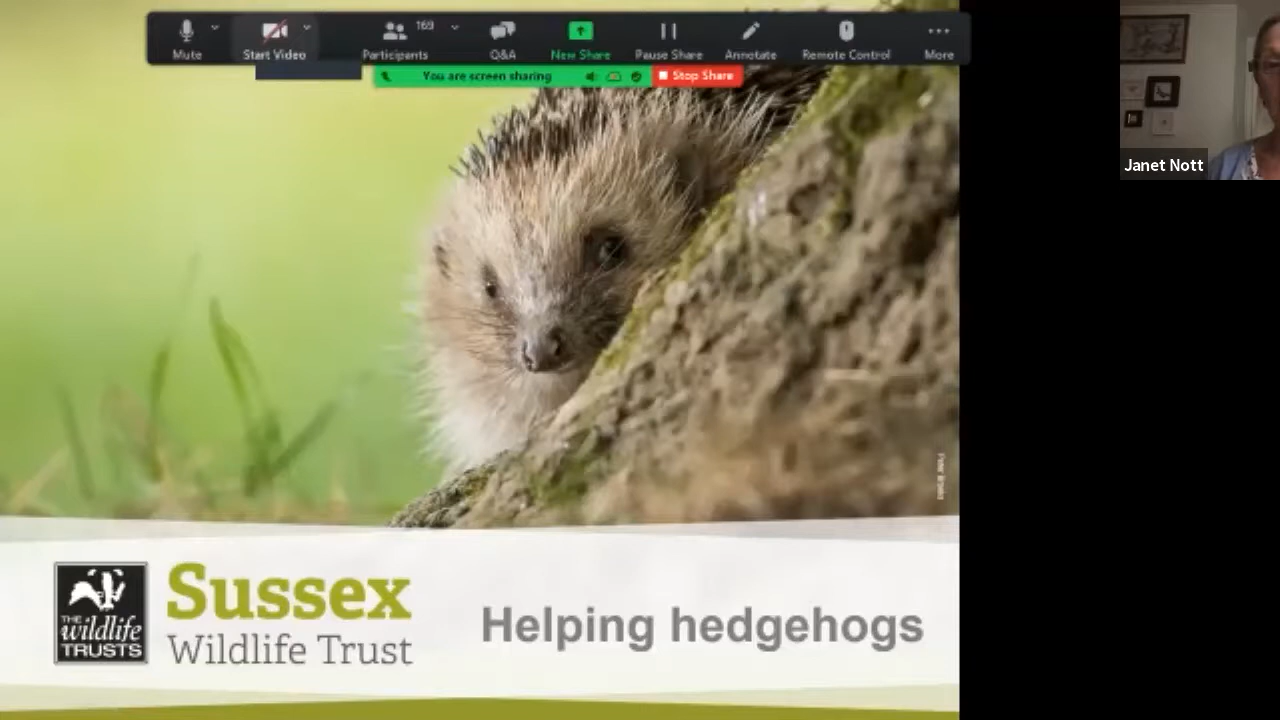 169
Mute
Start Video
Participants
Q&A
New Share
Pause Share
Annotate
Remote Control
More
You are screen sharing
Stop Share
Janet Nott
Sussex
Wildlife Trust
THE
wildlife
TRUSTS
Helping hedgehogs